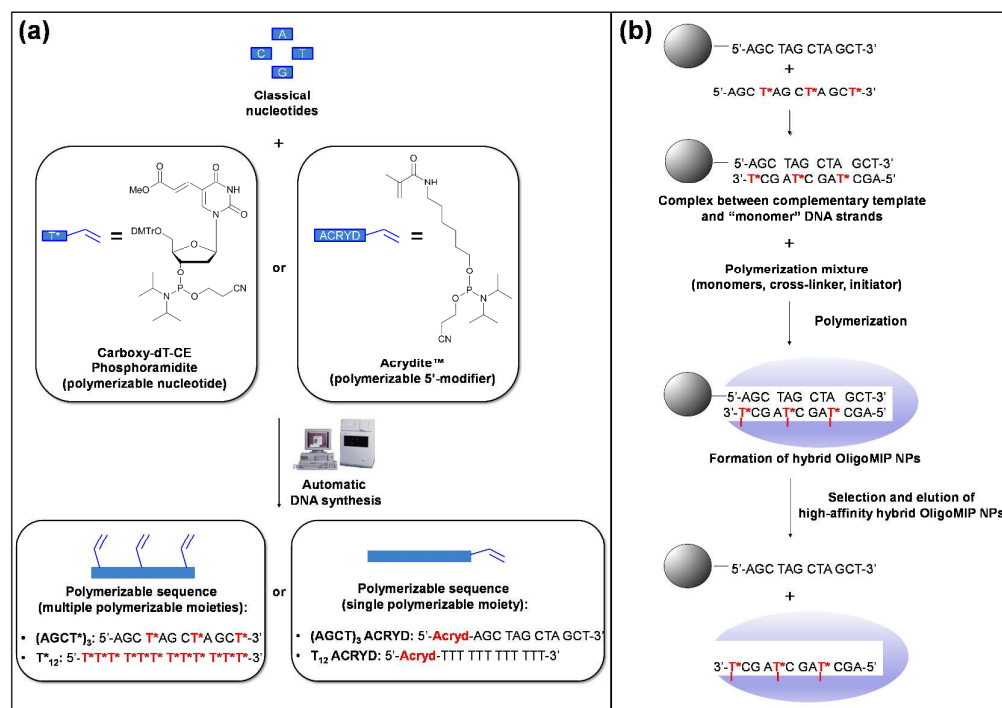 (a)
A
C
T
G
Classical
nucleotides
+
T*
=
MeO
O
O
NH
N
O
DMTrO
O
O
P
N
O
CN
Carboxy-dT-CE
Phosphoramidite
(polymerizable nucleotide)
or
ACRYD
=
O
NH
O
P
O
N
CN
Acrydite™
(polymerizable 5'-modifier)
Automatic
DNA synthesis
Polymerizable sequence
(multiple polymerizable moieties):
• (AGCT*)3: 5'-AGC T*AG CT*A GCT*-3'
• T*12: 5'-T*T*T* T*T*T* T*T*T* T*T*T*-3'
or
Polymerizable sequence
(single polymerizable moiety):
• (AGCT)3 ACRYD: 5'-Acryd-AGC TAG CTA GCT-3'
• T12 ACRYD: 5'-Acryd-TTT TTT TTT TTT-3'
(b)
5'-AGC TAG CTA GCT-3'
+
5'-AGC T*AG CT*A GCT*-3'
5'-AGC TAG CTA GCT-3'
3'-T*CG AT*C GAT* CGA-5'
Complex between complementary template
and “monomer” DNA strands
+
Polymerization mixture
(monomers, cross-linker, initiator)
Polymerization
5'-AGC TAG CTA GCT-3'
3'-T*CG AT*C GAT* CGA-5'
Formation of hybrid OligoMIP NPs
Selection and elution of
high-affinity hybrid OligoMIP NPs
5'-AGC TAG CTA GCT-3'
+
3'-T*CG AT*C GAT* CGA-5'